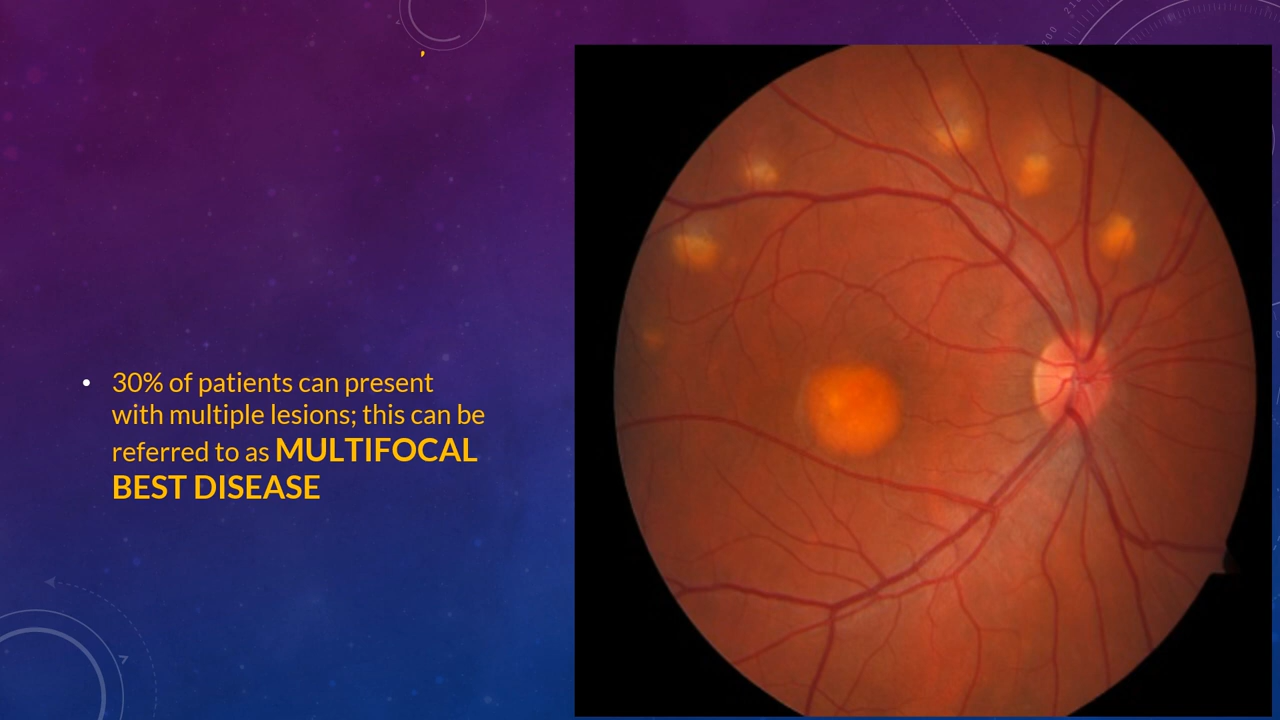 ,
• 30% of patients can present
with multiple lesions; this can be
referred to as MULTIFOCAL
BEST DISEASE